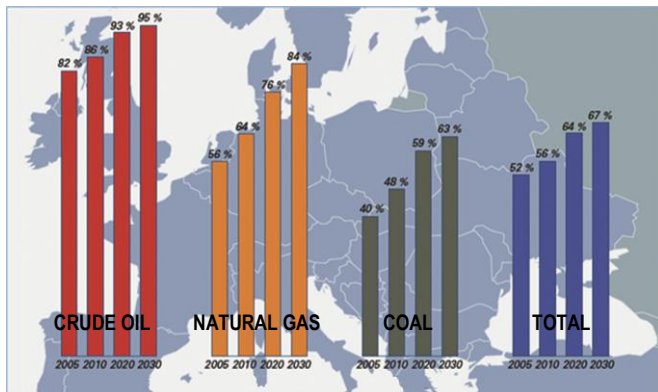 82 % 86 % 93 % 95 %
CRUDE OIL
2005 2010 2020 2030
56 % 64 % 76 % 84 %
NATURAL GAS
2005 2010 2020 2030
40 % 48 % 59 % 63 %
COAL
2005 2010 2020 2030
52 % 56 % 64 % 67 %
TOTAL
2005 2010 2020 2030